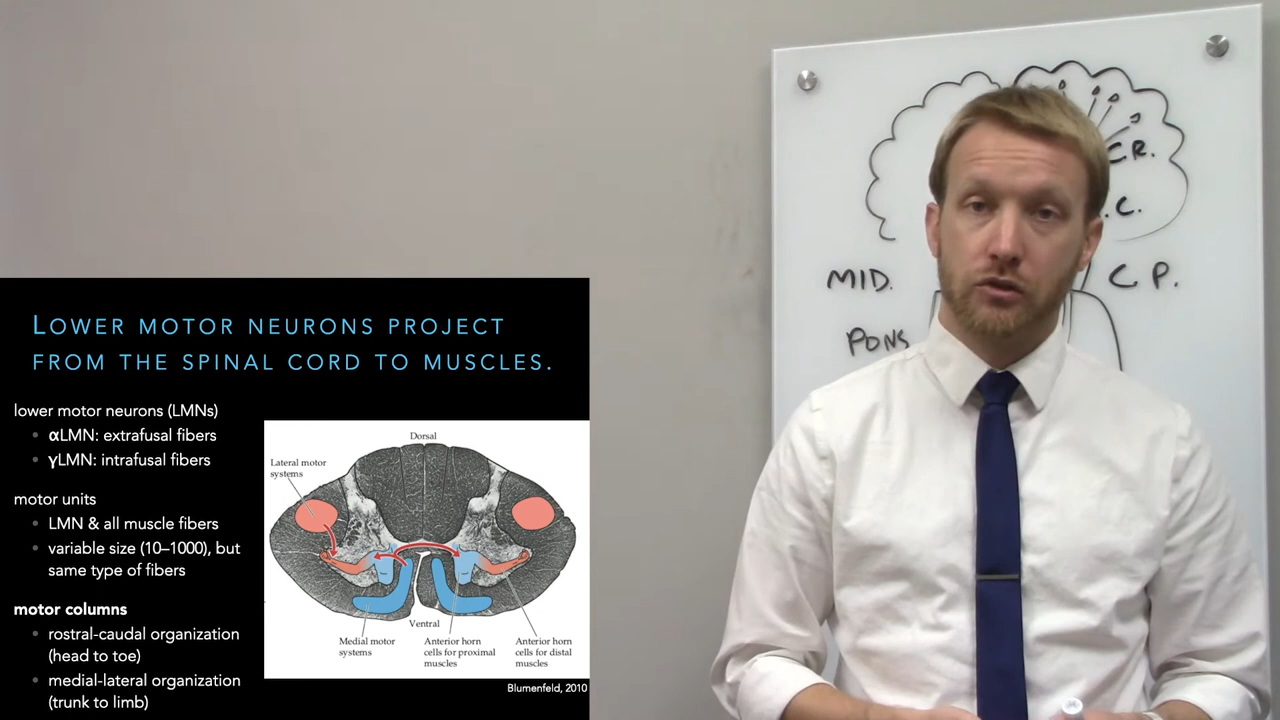 LOWER MOTOR NEURONS PROJECT
FROM THE SPINAL CORD TO MUSCLES.
lower motor neurons (LMNs)
• αLMN: extrafusal fibers
• γLMN: intrafusal fibers
motor units
• LMN & all muscle fibers
• variable size (10–1000), but
same type of fibers
motor columns
• rostral-caudal organization
(head to toe)
• medial-lateral organization
(trunk to limb)
Dorsal
Lateral motor
systems
Ventral
Medial motor
systems
Anterior horn
cells for proximal
muscles
Anterior horn
cells for distal
muscles
Blumenfeld, 2010
C.R.
.C.
MID.
C P.
PONS